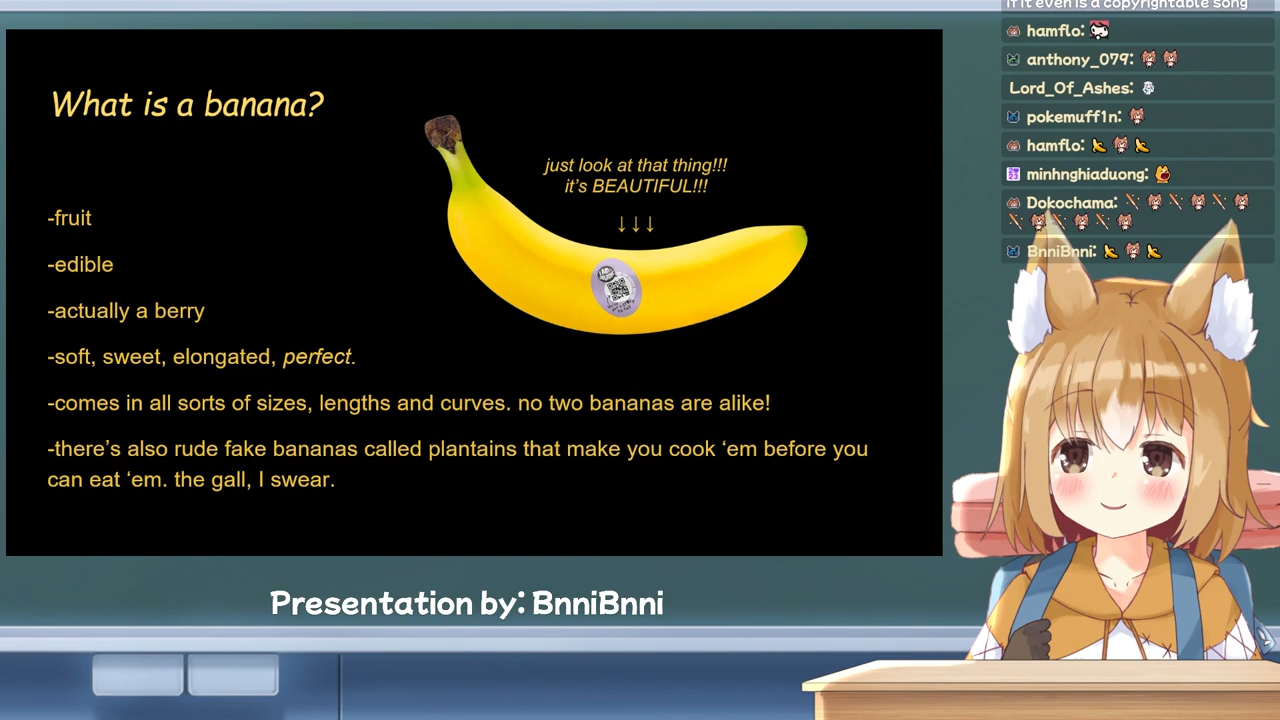 What is a banana?
just look at that thing!!!
it's BEAUTIFUL!!!
↓↓↓
-fruit
-edible
-actually a berry
-soft, sweet, elongated, perfect.
-comes in all sorts of sizes, lengths and curves. no two bananas are alike!
-there's also rude fake bananas called plantains that make you cook 'em before you
can eat 'em. the gall, I swear.
Presentation by: BnniBnni
if it even is a copyrightable song
hamflo:
anthony_079:
Lord_Of_Ashes:
pokemuff1n:
hamflo:
minhnghiaduong:
Dokochama:
BnniBnni: